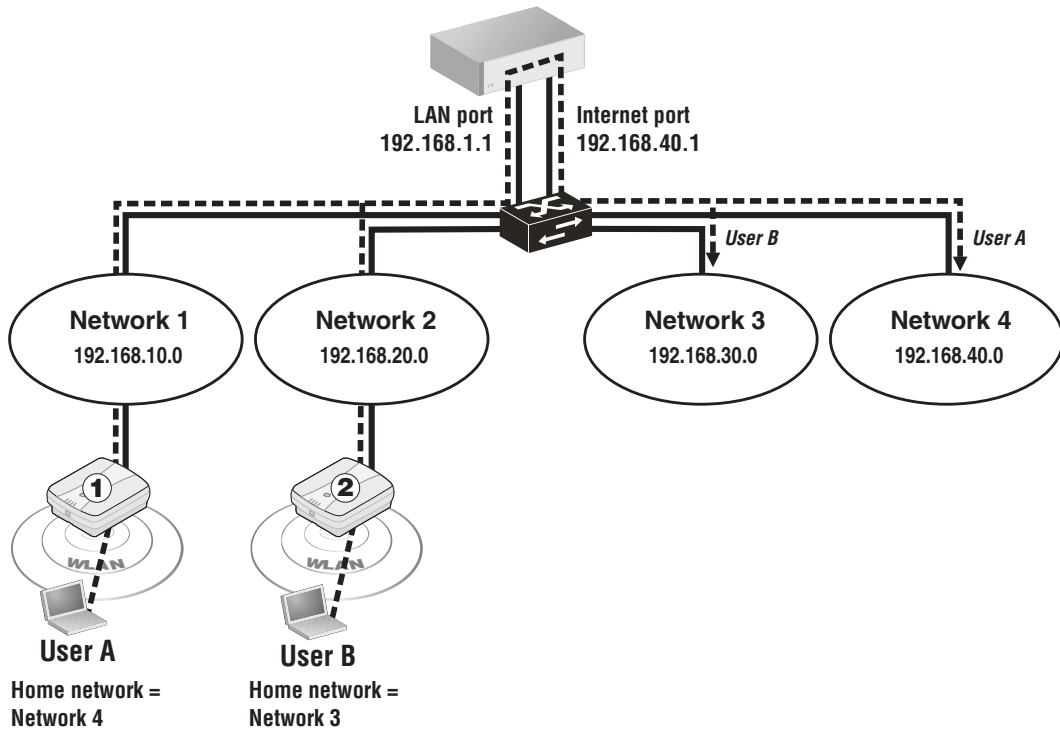 LAN port
192.168.1.1
Internet port
192.168.40.1
User B
User A
Network 1
192.168.10.0
Network 2
192.168.20.0
Network 3
192.168.30.0
Network 4
192.168.40.0
1
WLAN
2
WLAN
User A
Home network =
Network 4
User B
Home network =
Network 3